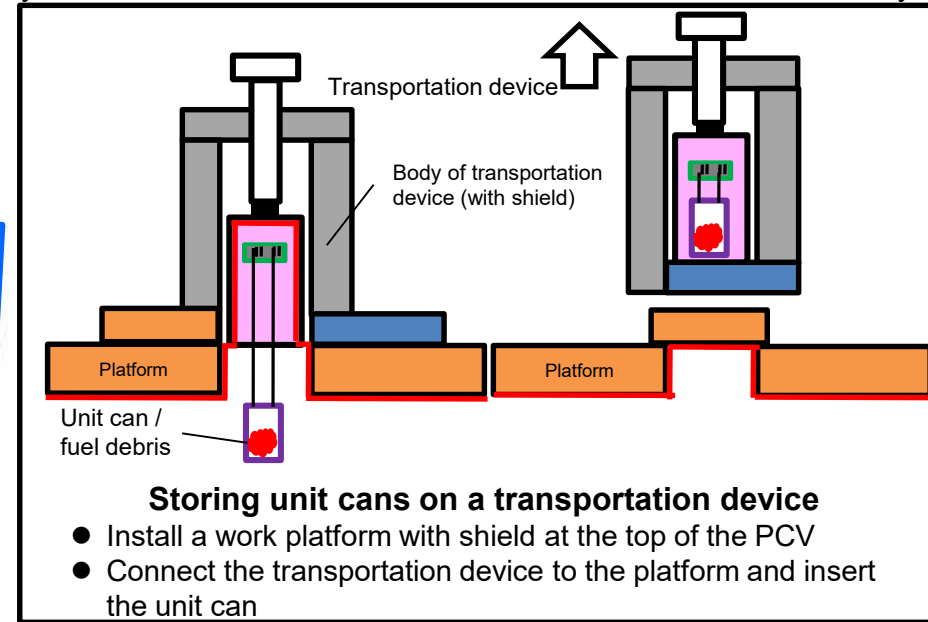 Transportation device
Body of transportation
device (with shield)
Platform
Platform
Unit can /
fuel debris
Storing unit cans on a transportation device
● Install a work platform with shield at the top of the PCV
● Connect the transportation device to the platform and insert
the unit can